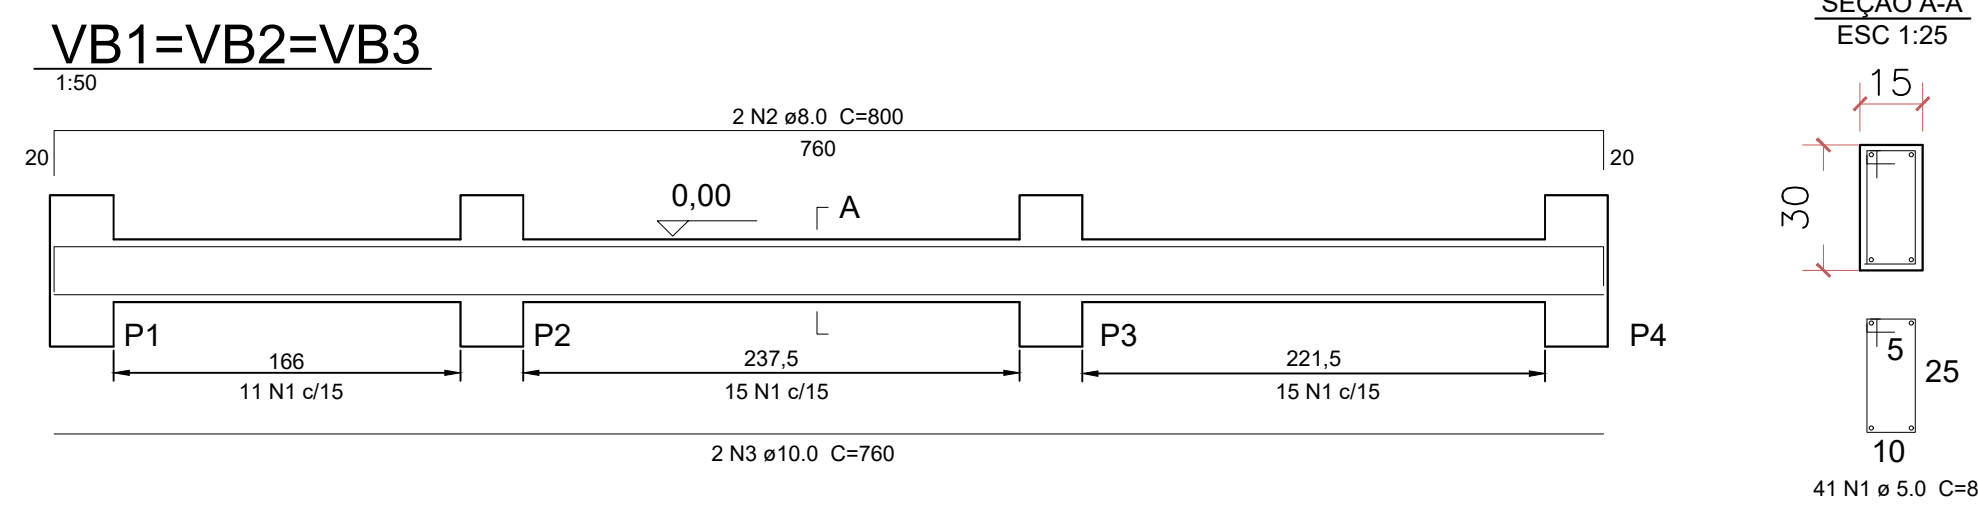 VB1=VB2=VB3
1:50
2 N2 ø8.0 C=800
20
760
20
0,00
A
P1
P2
P3
P4
166
237,5
221,5
11 N1 c/15
15 N1 c/15
15 N1 c/15
2 N3 ø10.0 C=760
SEÇÃO A-A
ESC 1:25
15
30
5
25
10
41 N1 ø 5.0 C=8